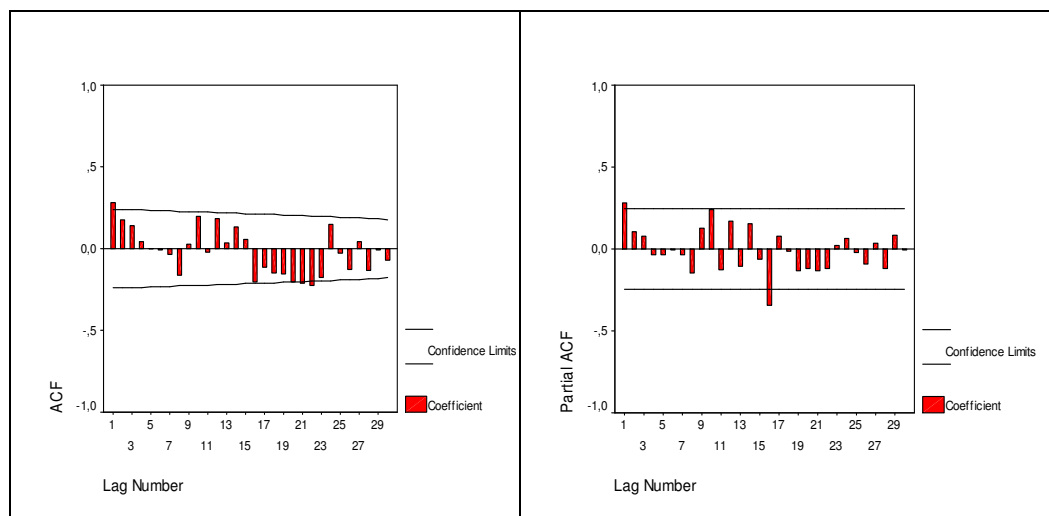 1,0
,5
0,0
-,5
-1,0
ACF
1 5 9 13 17 21 25 29
3 7 11 15 19 23 27
Lag Number
Confidence Limits
Coefficient
1,0
,5
0,0
-,5
-1,0
Partial ACF
1 5 9 13 17 21 25 29
3 7 11 15 19 23 27
Lag Number
Confidence Limits
Coefficient